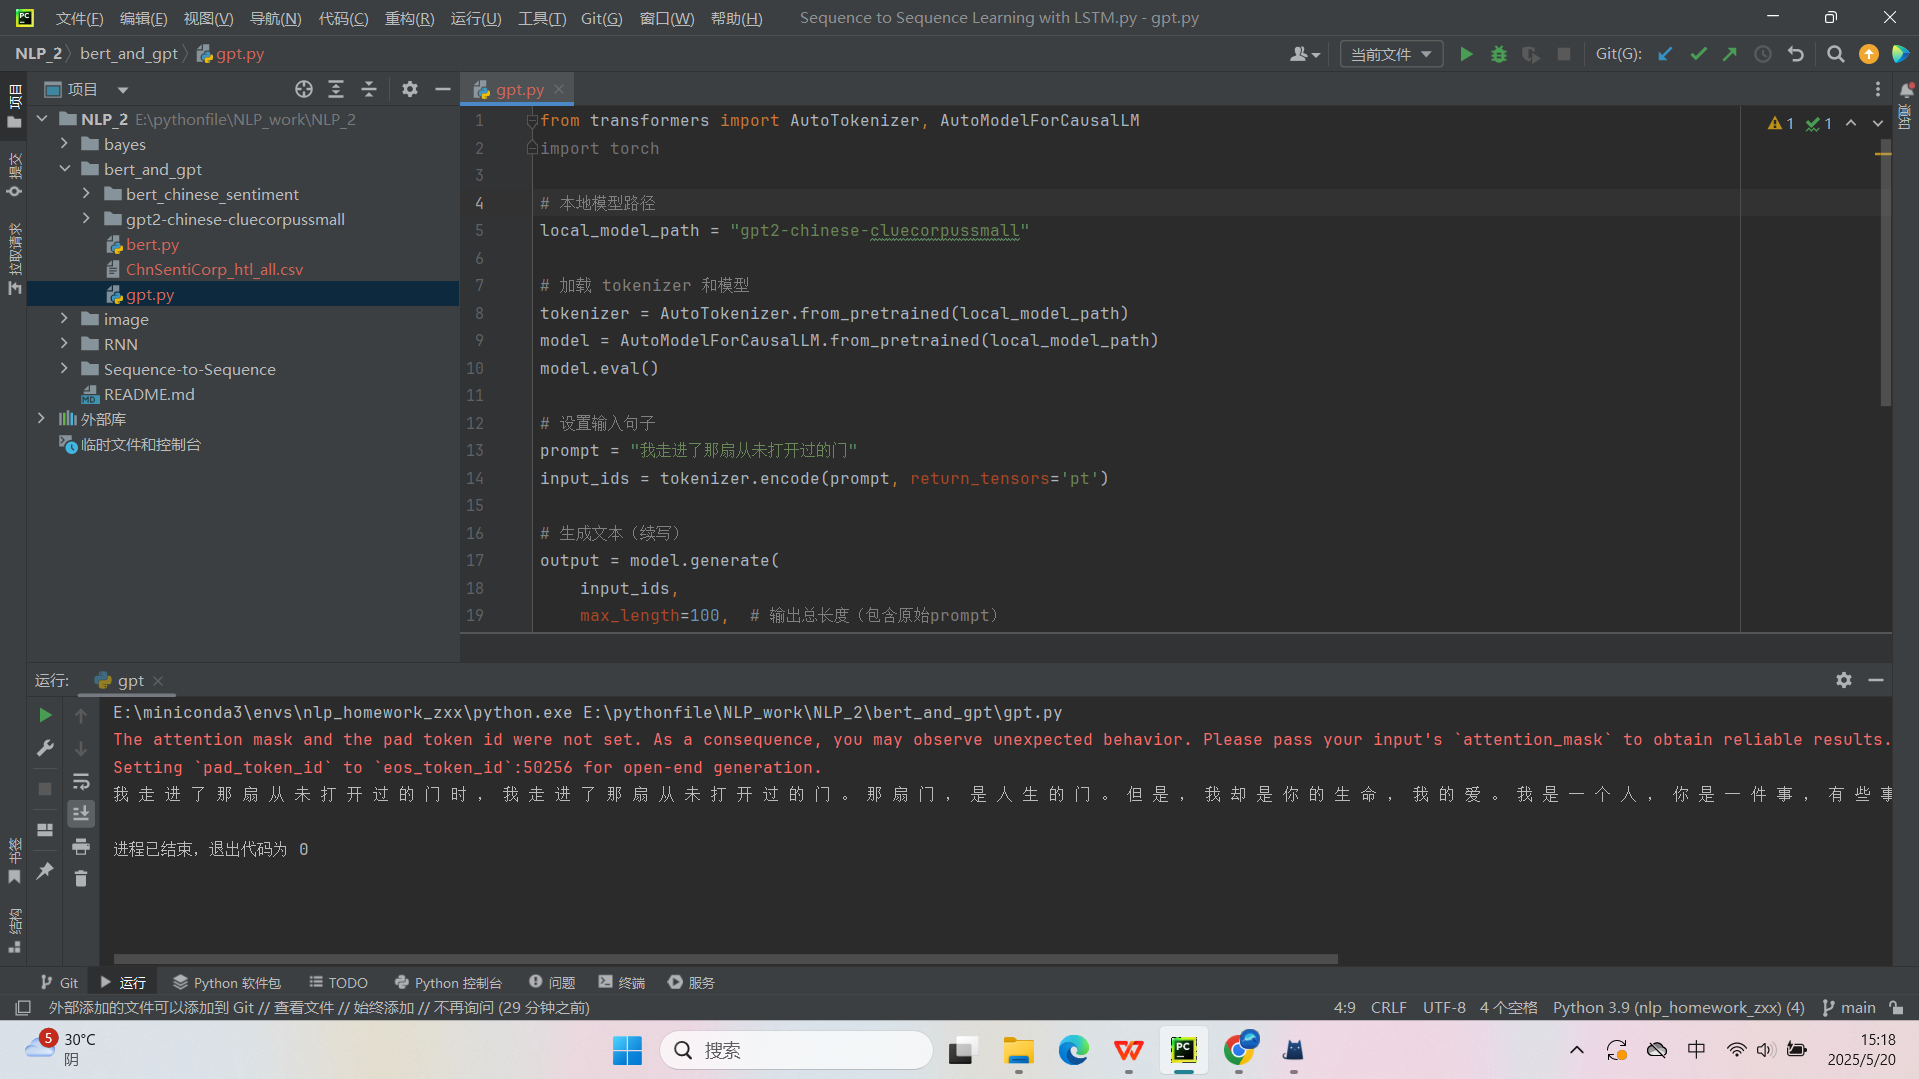 文件(F) 编辑(E) 视图(V) 导航(N) 代码(C) 重构(R) 运行(U) 工具(T) Git(G) 窗口(W) 帮助(H) Sequence to Sequence Learning with LSTM.py - gpt.py
NLP_2 bert_and_gpt gpt.py
当前文件
Git(G):
项目
gpt.py
NLP_2 E:\pythonfile\NLP_work\NLP_2
bayes
bert_and_gpt
bert_chinese_sentiment
gpt2-chinese-cluecorpussmall
bert.py
ChnSentiCorp_htl_all.csv
gpt.py
image
RNN
Sequence-to-Sequence
README.md
外部库
临时文件和控制台
项目
提交
拉取请求
书签
结构
通知
1 from transformers import AutoTokenizer, AutoModelForCausalLM
2 import torch
3
4 # 本地模型路径
5 local_model_path = "gpt2-chinese-cluecorpussmall"
6
7 # 加载 tokenizer 和模型
8 tokenizer = AutoTokenizer.from_pretrained(local_model_path)
9 model = AutoModelForCausalLM.from_pretrained(local_model_path)
10 model.eval()
11
12 # 设置输入句子
13 prompt = "我走进了那扇从未打开过的门"
14 input_ids = tokenizer.encode(prompt, return_tensors='pt')
15
16 # 生成文本（续写）
17 output = model.generate(
18 input_ids,
19 max_length=100, # 输出总长度（包含原始prompt）
1 1
运行: gpt
E:\miniconda3\envs\nlp_homework_zxx\python.exe E:\pythonfile\NLP_work\NLP_2\bert_and_gpt\gpt.py
The attention mask and the pad token id were not set. As a consequence, you may observe unexpected behavior. Please pass your input's `attention_mask` to obtain reliable results.
Setting `pad_token_id` to `eos_token_id`:50256 for open-end generation.
我 走 进 了 那 扇 从 未 打 开 过 的 门 时 ， 我 走 进 了 那 扇 从 未 打 开 过 的 门 。 那 扇 门 ， 是 人 生 的 门 。 但 是 ， 我 却 是 你 的 生 命 ， 我 的 爱 。 我 是 一 个 人 ， 你 是 一 件 事 ， 有 些 事
进程已结束，退出代码为 0
Git 运行 Python 软件包 TODO Python 控制台 问题 终端 服务
外部添加的文件可以添加到 Git // 查看文件 // 始终添加 // 不再询问 (29 分钟之前)
4:9 CRLF UTF-8 4 个空格 Python 3.9 (nlp_homework_zxx) (4) main
5
30°C
阴
搜索
中
15:18
2025/5/20